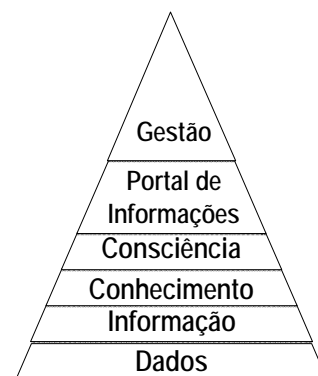 Gestão
Portal de
Informações
Consciência
Conhecimento
Informação
Dados